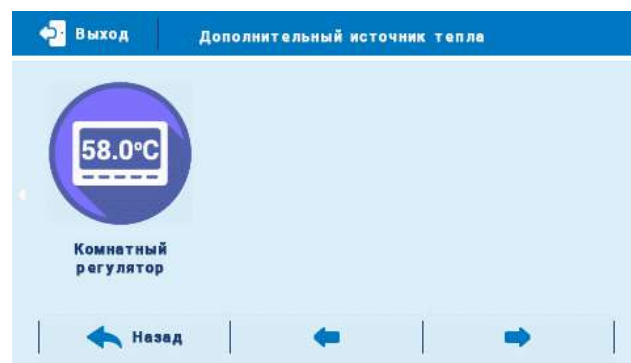 Выход
Дополнительный источник тепла
58.0°C
Комнатный
регулятор
Назад